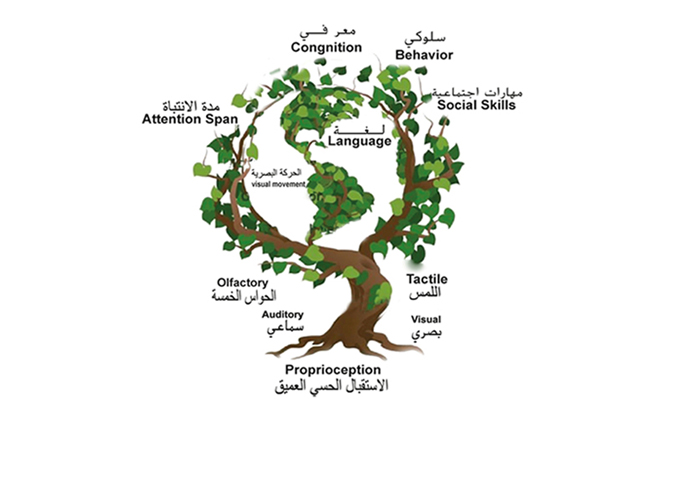 معرفي
Congnition
سلوكي
Behavior
مهارات اجتماعية
Social Skills
مدة الانتباة
Attention Span
لغة
Language
الحركة البصرية
visual movement
Olfactory
الحواس الخمسة
Tactile
اللمس
Auditory
سماعي
Visual
بصري
Proprioception
الاستقبال الحسي العميق